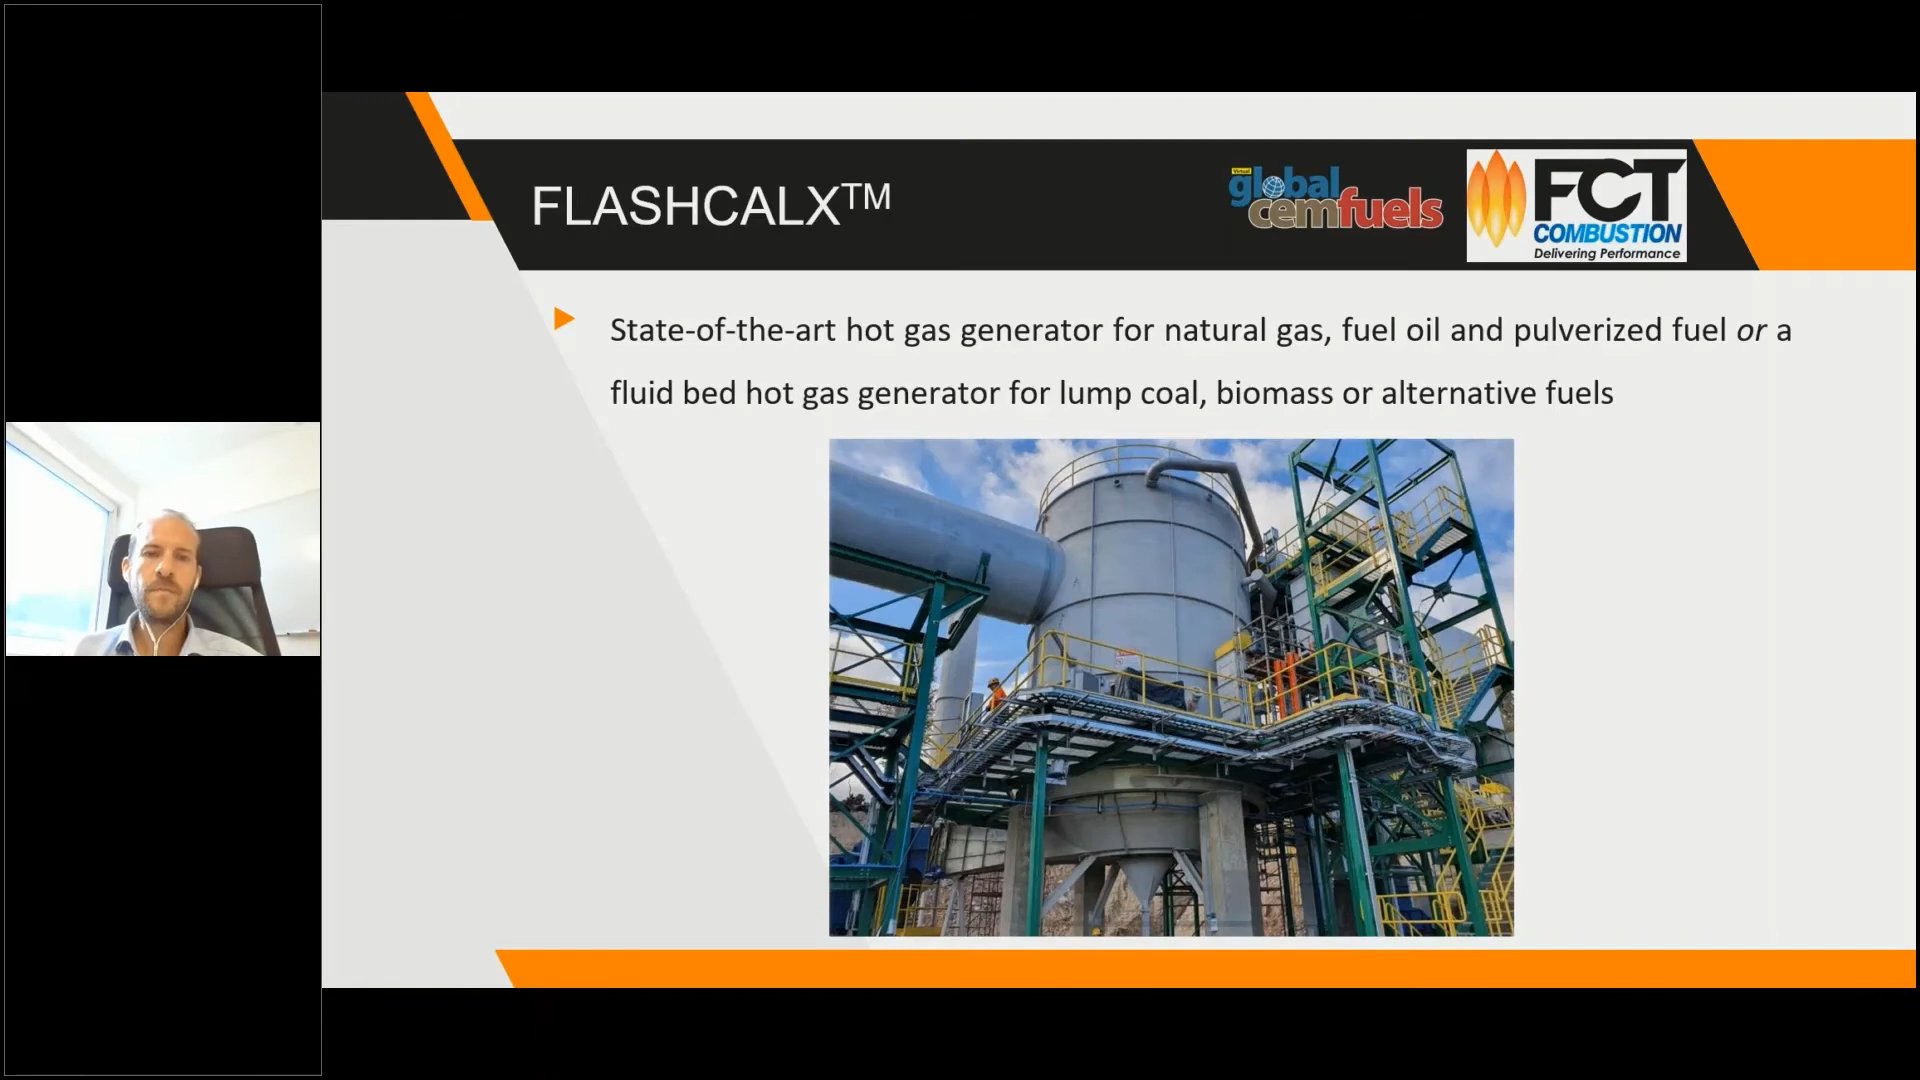 FLASHCALX™
Virtual
global
cemfuels
FCT
COMBUSTION
Delivering Performance
State-of-the-art hot gas generator for natural gas, fuel oil and pulverized fuel or a
fluid bed hot gas generator for lump coal, biomass or alternative fuels